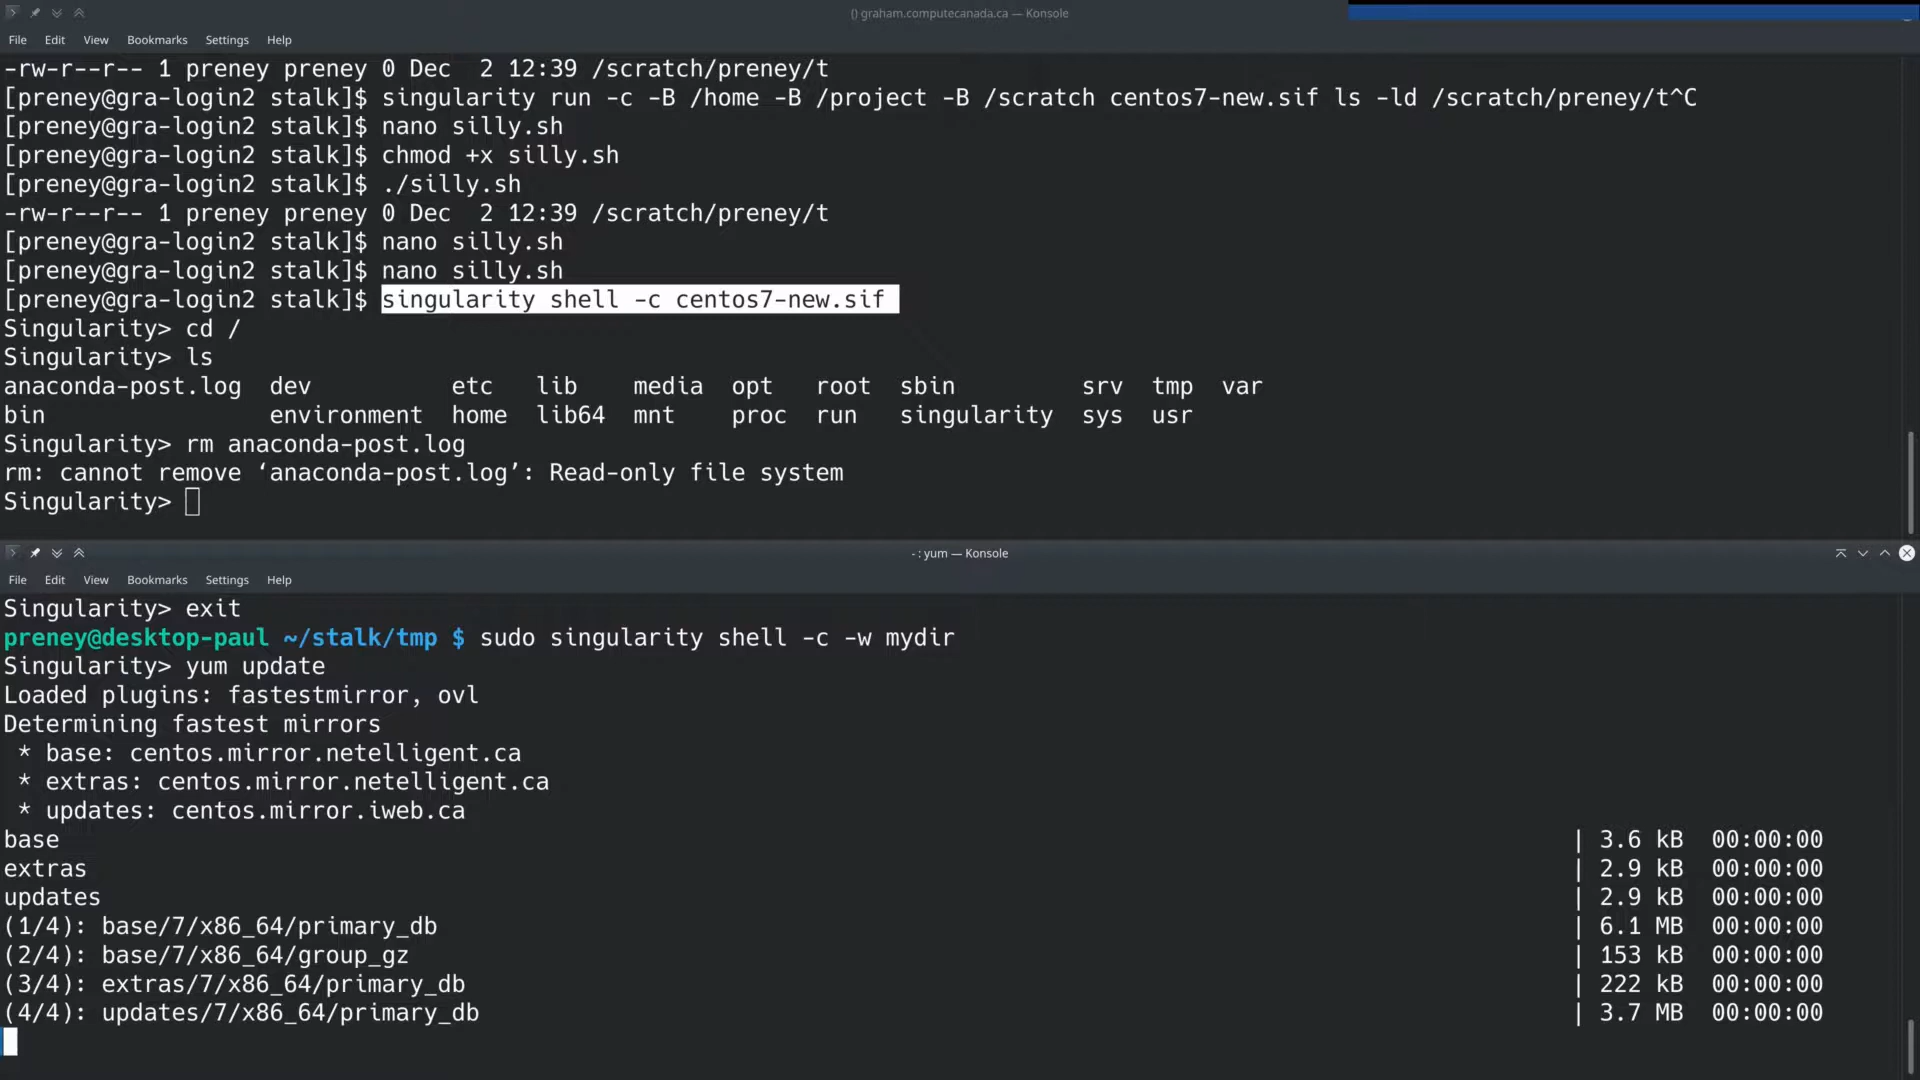 () graham.computecanada.ca — Konsole
File Edit View Bookmarks Settings Help
-rw-r--r-- 1 preney preney 0 Dec  2 12:39 /scratch/preney/t
[preney@gra-login2 stalk]$ singularity run -c -B /home -B /project -B /scratch centos7-new.sif ls -ld /scratch/preney/t^C
[preney@gra-login2 stalk]$ nano silly.sh
[preney@gra-login2 stalk]$ chmod +x silly.sh
[preney@gra-login2 stalk]$ ./silly.sh
-rw-r--r-- 1 preney preney 0 Dec  2 12:39 /scratch/preney/t
[preney@gra-login2 stalk]$ nano silly.sh
[preney@gra-login2 stalk]$ nano silly.sh
[preney@gra-login2 stalk]$ singularity shell -c centos7-new.sif
Singularity> cd /
Singularity> ls
anaconda-post.log  dev          etc   lib    media  opt   root  sbin         srv  tmp  var
bin                environment  home  lib64  mnt    proc  run   singularity  sys  usr
Singularity> rm anaconda-post.log
rm: cannot remove ‘anaconda-post.log’: Read-only file system
Singularity>
- : yum — Konsole
File Edit View Bookmarks Settings Help
Singularity> exit
preney@desktop-paul ~/stalk/tmp $ sudo singularity shell -c -w mydir
Singularity> yum update
Loaded plugins: fastestmirror, ovl
Determining fastest mirrors
 * base: centos.mirror.netelligent.ca
 * extras: centos.mirror.netelligent.ca
 * updates: centos.mirror.iweb.ca
base | 3.6 kB  00:00:00
extras | 2.9 kB  00:00:00
updates | 2.9 kB  00:00:00
(1/4): base/7/x86_64/primary_db | 6.1 MB  00:00:00
(2/4): base/7/x86_64/group_gz | 153 kB  00:00:00
(3/4): extras/7/x86_64/primary_db | 222 kB  00:00:00
(4/4): updates/7/x86_64/primary_db | 3.7 MB  00:00:00